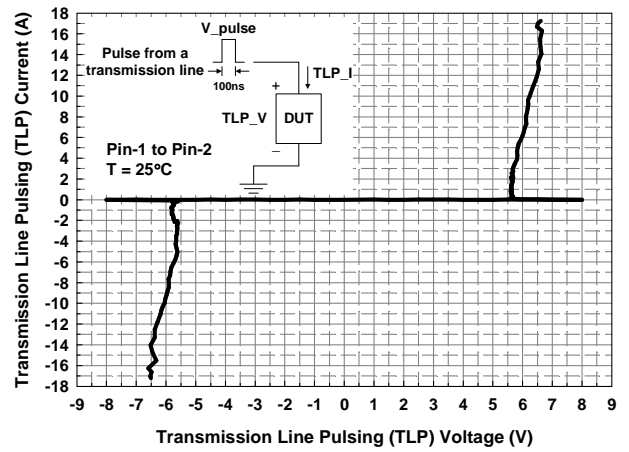 Transmission Line Pulsing (TLP) Current (A)
18
16
14
12
10
8
6
4
2
0
-2
-4
-6
-8
-10
-12
-14
-16
-18
V_pulse
Pulse from a
transmission line
100ns
TLP_I
+
TLP_V
DUT
−
Pin-1 to Pin-2
T = 25°C
-9 -8 -7 -6 -5 -4 -3 -2 -1 0 1 2 3 4 5 6 7 8 9
Transmission Line Pulsing (TLP) Voltage (V)